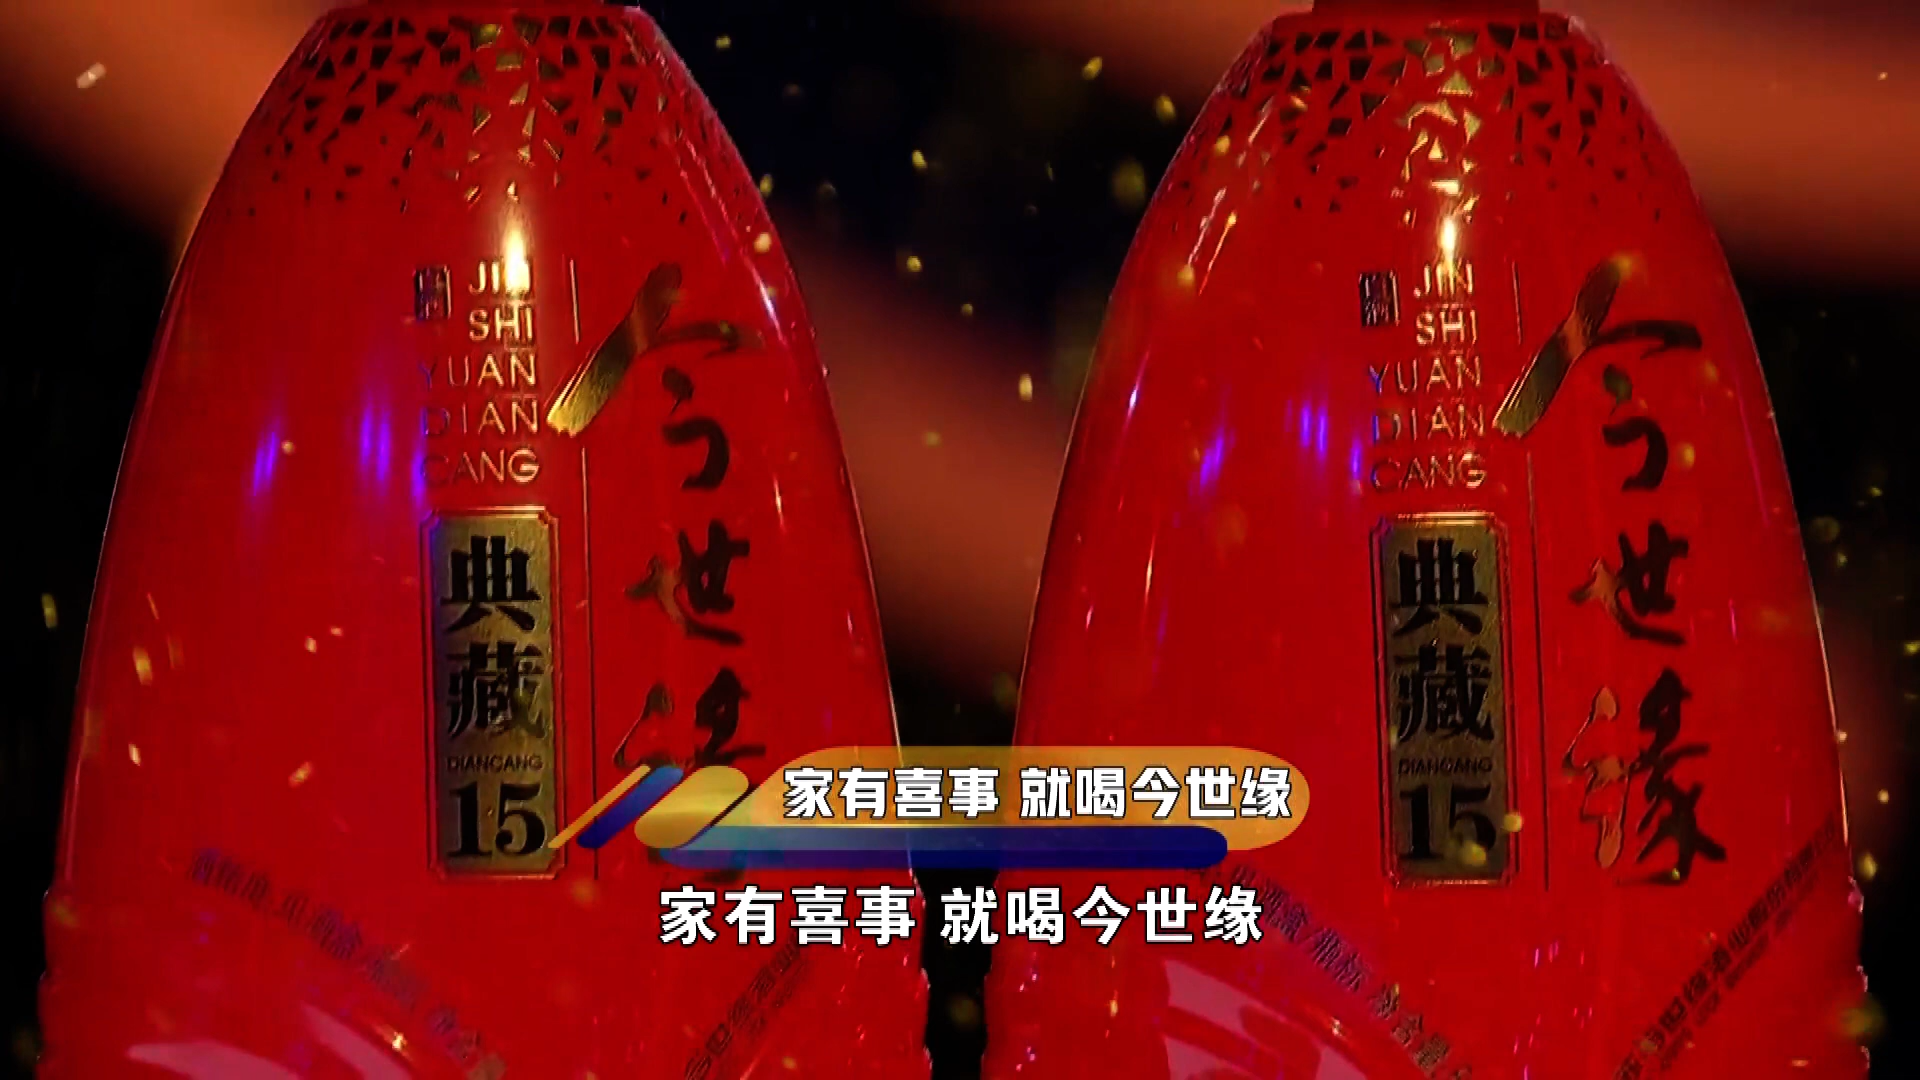 JIN
SHI
YUAN
DIAN
CANG
今世缘
典藏
DIANCANG
15
JIN
SHI
YUAN
DIAN
CANG
今世缘
典藏
DIANCANG
15
家有喜事 就喝今世缘
家有喜事 就喝今世缘